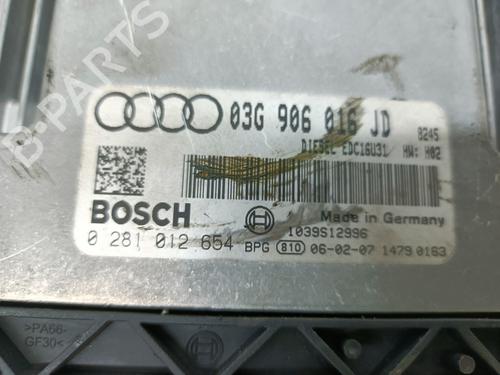 03G 906 016 JD 8245
DIESEL EDC16U31 HW: H02
BOSCH
Made in Germany
1039S12996
0 281 012 654 BPG 810 06-02-07 1479 0163
>PA66-
GF30<
B-PARTS